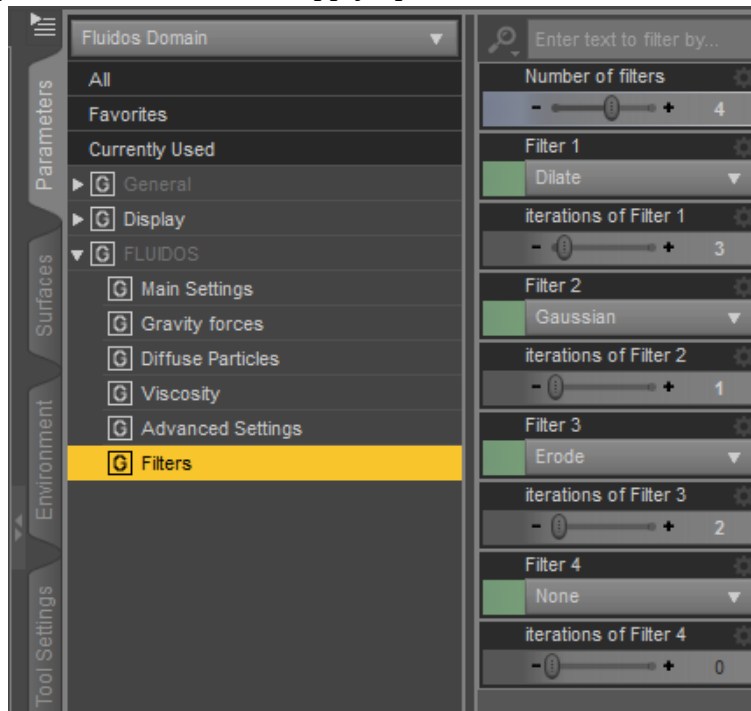 Fluidos Domain
All
Favorites
Currently Used
G General
G Display
G FLUIDOS
G Main Settings
G Gravity forces
G Diffuse Particles
G Viscosity
G Advanced Settings
G Filters
Parameters
Surfaces
Environment
Tool Settings
Enter text to filter by...
Number of filters
- + 4
Filter 1
Dilate
iterations of Filter 1
- + 3
Filter 2
Gaussian
iterations of Filter 2
- + 1
Filter 3
Erode
iterations of Filter 3
- + 2
Filter 4
None
iterations of Filter 4
- + 0